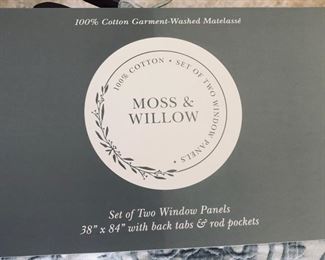 100% Cotton Garment-Washed Matelassé
100% COTTON • SET OF TWO WINDOW PANELS •
MOSS &
WILLOW
Set of Two Window Panels
38" x 84" with back tabs & rod pockets